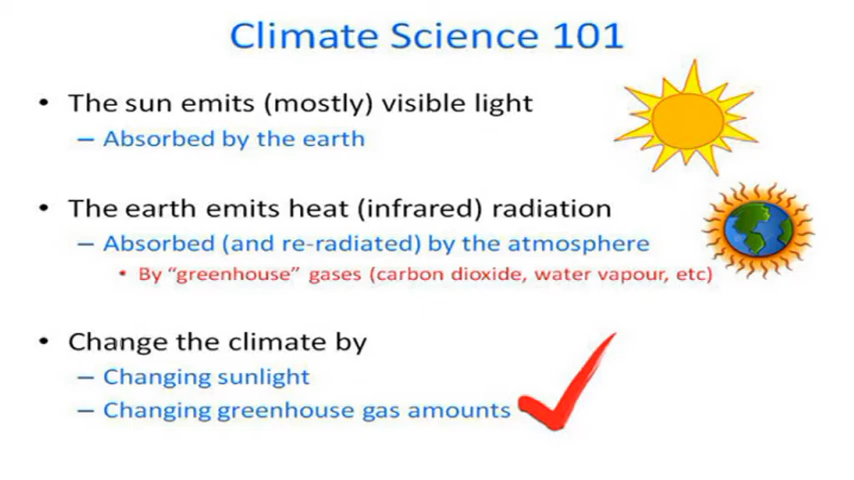 Climate Science 101
• The sun emits (mostly) visible light
– Absorbed by the earth
• The earth emits heat (infrared) radiation
– Absorbed (and re-radiated) by the atmosphere
• By “greenhouse” gases (carbon dioxide, water vapour, etc)
• Change the climate by
– Changing sunlight
– Changing greenhouse gas amounts